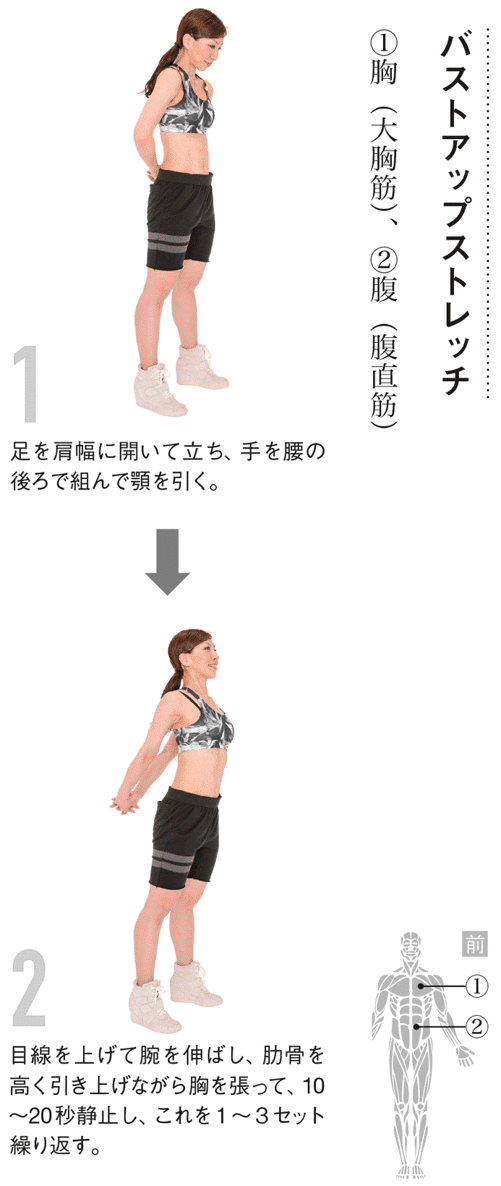 バストアップストレッチ
①胸（大胸筋）、②腹（腹直筋）
1
足を肩幅に開いて立ち、手を腰の
後ろで組んで顎を引く。
2
目線を上げて腕を伸ばし、肋骨を
高く引き上げながら胸を張って、10
〜20秒静止し、これを1〜3セット
繰り返す。
前
①
②